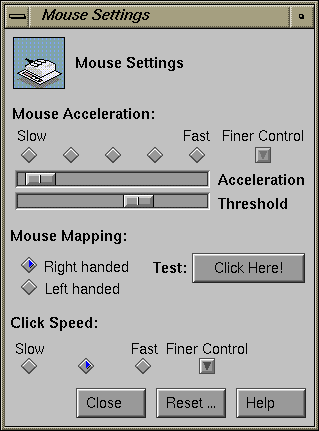 Mouse Settings
Mouse Settings
Mouse Acceleration:
Slow Fast Finer Control
Acceleration
Threshold
Mouse Mapping:
Right handed Test: Click Here!
Left handed
Click Speed:
Slow Fast Finer Control
Close Reset ... Help